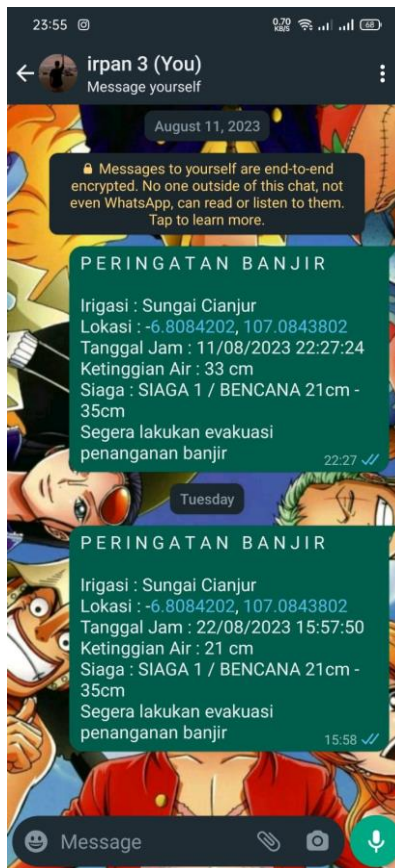 23:55
0.70
KB/S
68
irpan 3 (You)
Message yourself
August 11, 2023
Messages to yourself are end-to-end
encrypted. No one outside of this chat, not
even WhatsApp, can read or listen to them.
Tap to learn more.
PERINGATAN BANJIR
Irigasi : Sungai Cianjur
Lokasi : -6.8084202, 107.0843802
Tanggal Jam : 11/08/2023 22:27:24
Ketinggian Air : 33 cm
Siaga : SIAGA 1 / BENCANA 21cm -
35cm
Segera lakukan evakuasi
penanganan banjir
22:27
Tuesday
PERINGATAN BANJIR
Irigasi : Sungai Cianjur
Lokasi : -6.8084202, 107.0843802
Tanggal Jam : 22/08/2023 15:57:50
Ketinggian Air : 21 cm
Siaga : SIAGA 1 / BENCANA 21cm -
35cm
Segera lakukan evakuasi
penanganan banjir
15:58
Message